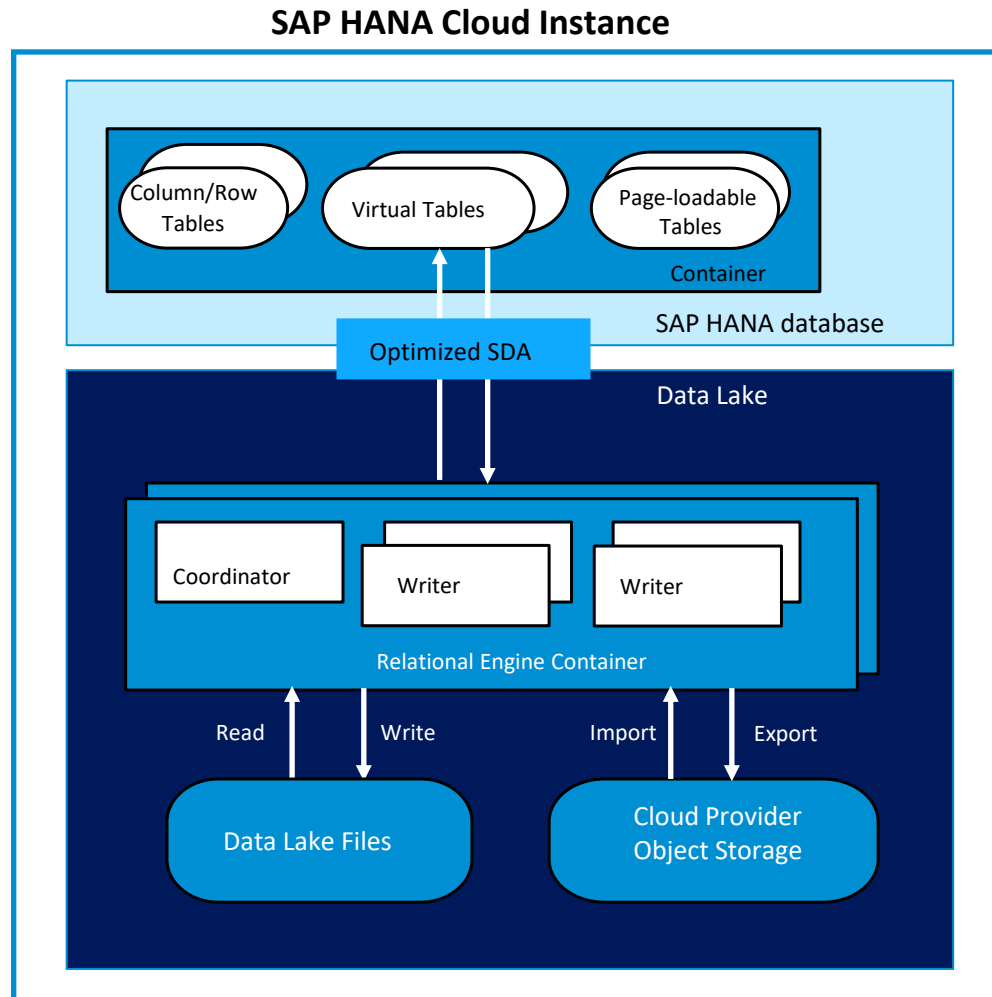 SAP HANA Cloud Instance
Column/Row
Tables
Virtual Tables
Page-loadable
Tables
Container
SAP HANA database
Optimized SDA
Data Lake
Coordinator
Writer
Writer
Relational Engine Container
Read
Write
Import
Export
Data Lake Files
Cloud Provider
Object Storage